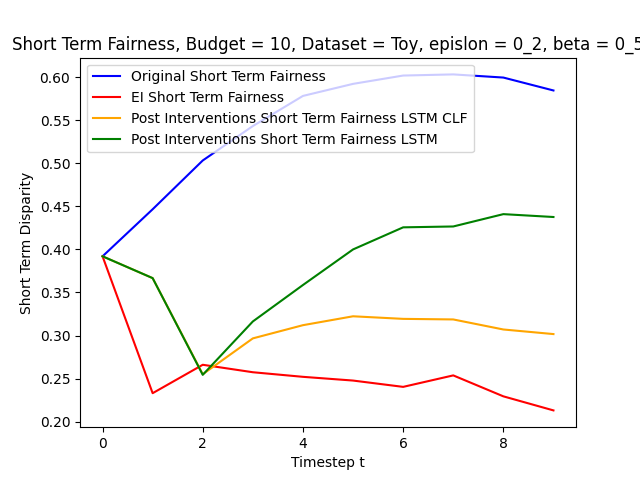 Short Term Fairness, Budget = 10, Dataset = Toy, epislon = 0_2, beta = 0_5
Original Short Term Fairness
EI Short Term Fairness
Post Interventions Short Term Fairness LSTM CLF
Post Interventions Short Term Fairness LSTM
Short Term Disparity
0.60
0.55
0.50
0.45
0.40
0.35
0.30
0.25
0.20
0 2 4 6 8
Timestep t